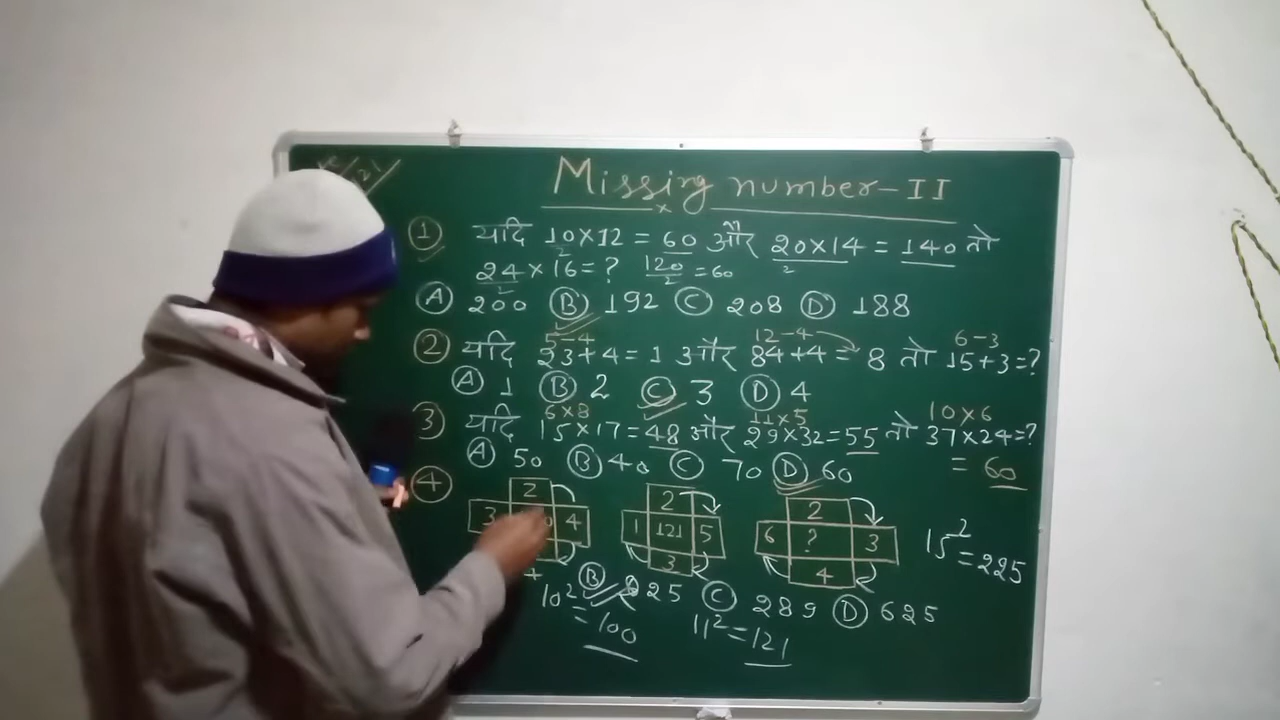 Missing number-II
① यदि 10×12 = 60 और 20×14 = 140 तो
2 2
24 × 16 = ? 120/2 = 60
2
Ⓐ 200 Ⓑ 192 Ⓒ 208 Ⓓ 188
5-4 12-4 6-3
② यदि 23+4 = 1 और 84+4 = 8 तो 15+3=?
Ⓐ 1 Ⓑ 2 Ⓒ 3 Ⓓ 4
6×8 11×5 10×6
③ यदि 15×17 = 48 और 29×32 = 55 तो 37×24=?
Ⓐ 50 Ⓑ 40 Ⓒ 70 Ⓓ 60 = 60
④ 2 2 2
3 4 1 121 5 6 ? 3 15² = 225
3 4
Ⓑ 225 Ⓒ 289 Ⓓ 625
10² = 100 11² = 121